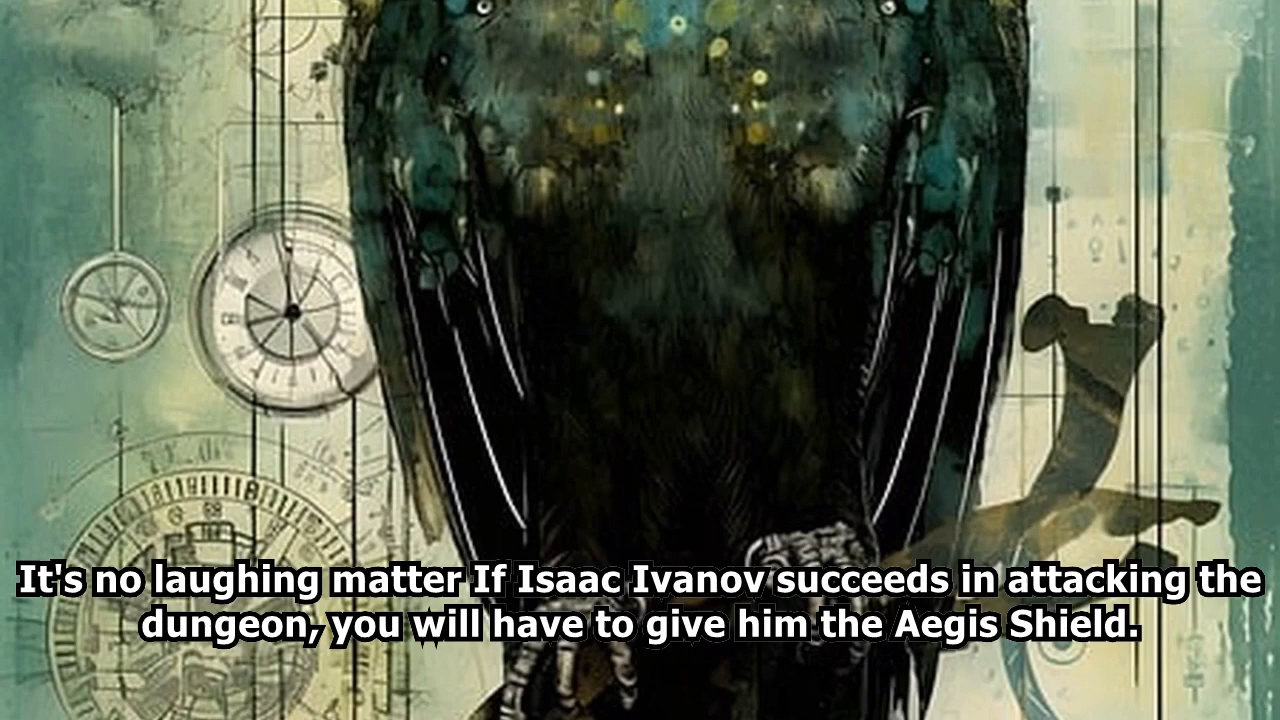 It's no laughing matter If Isaac Ivanov succeeds in attacking the
dungeon, you will have to give him the Aegis Shield.